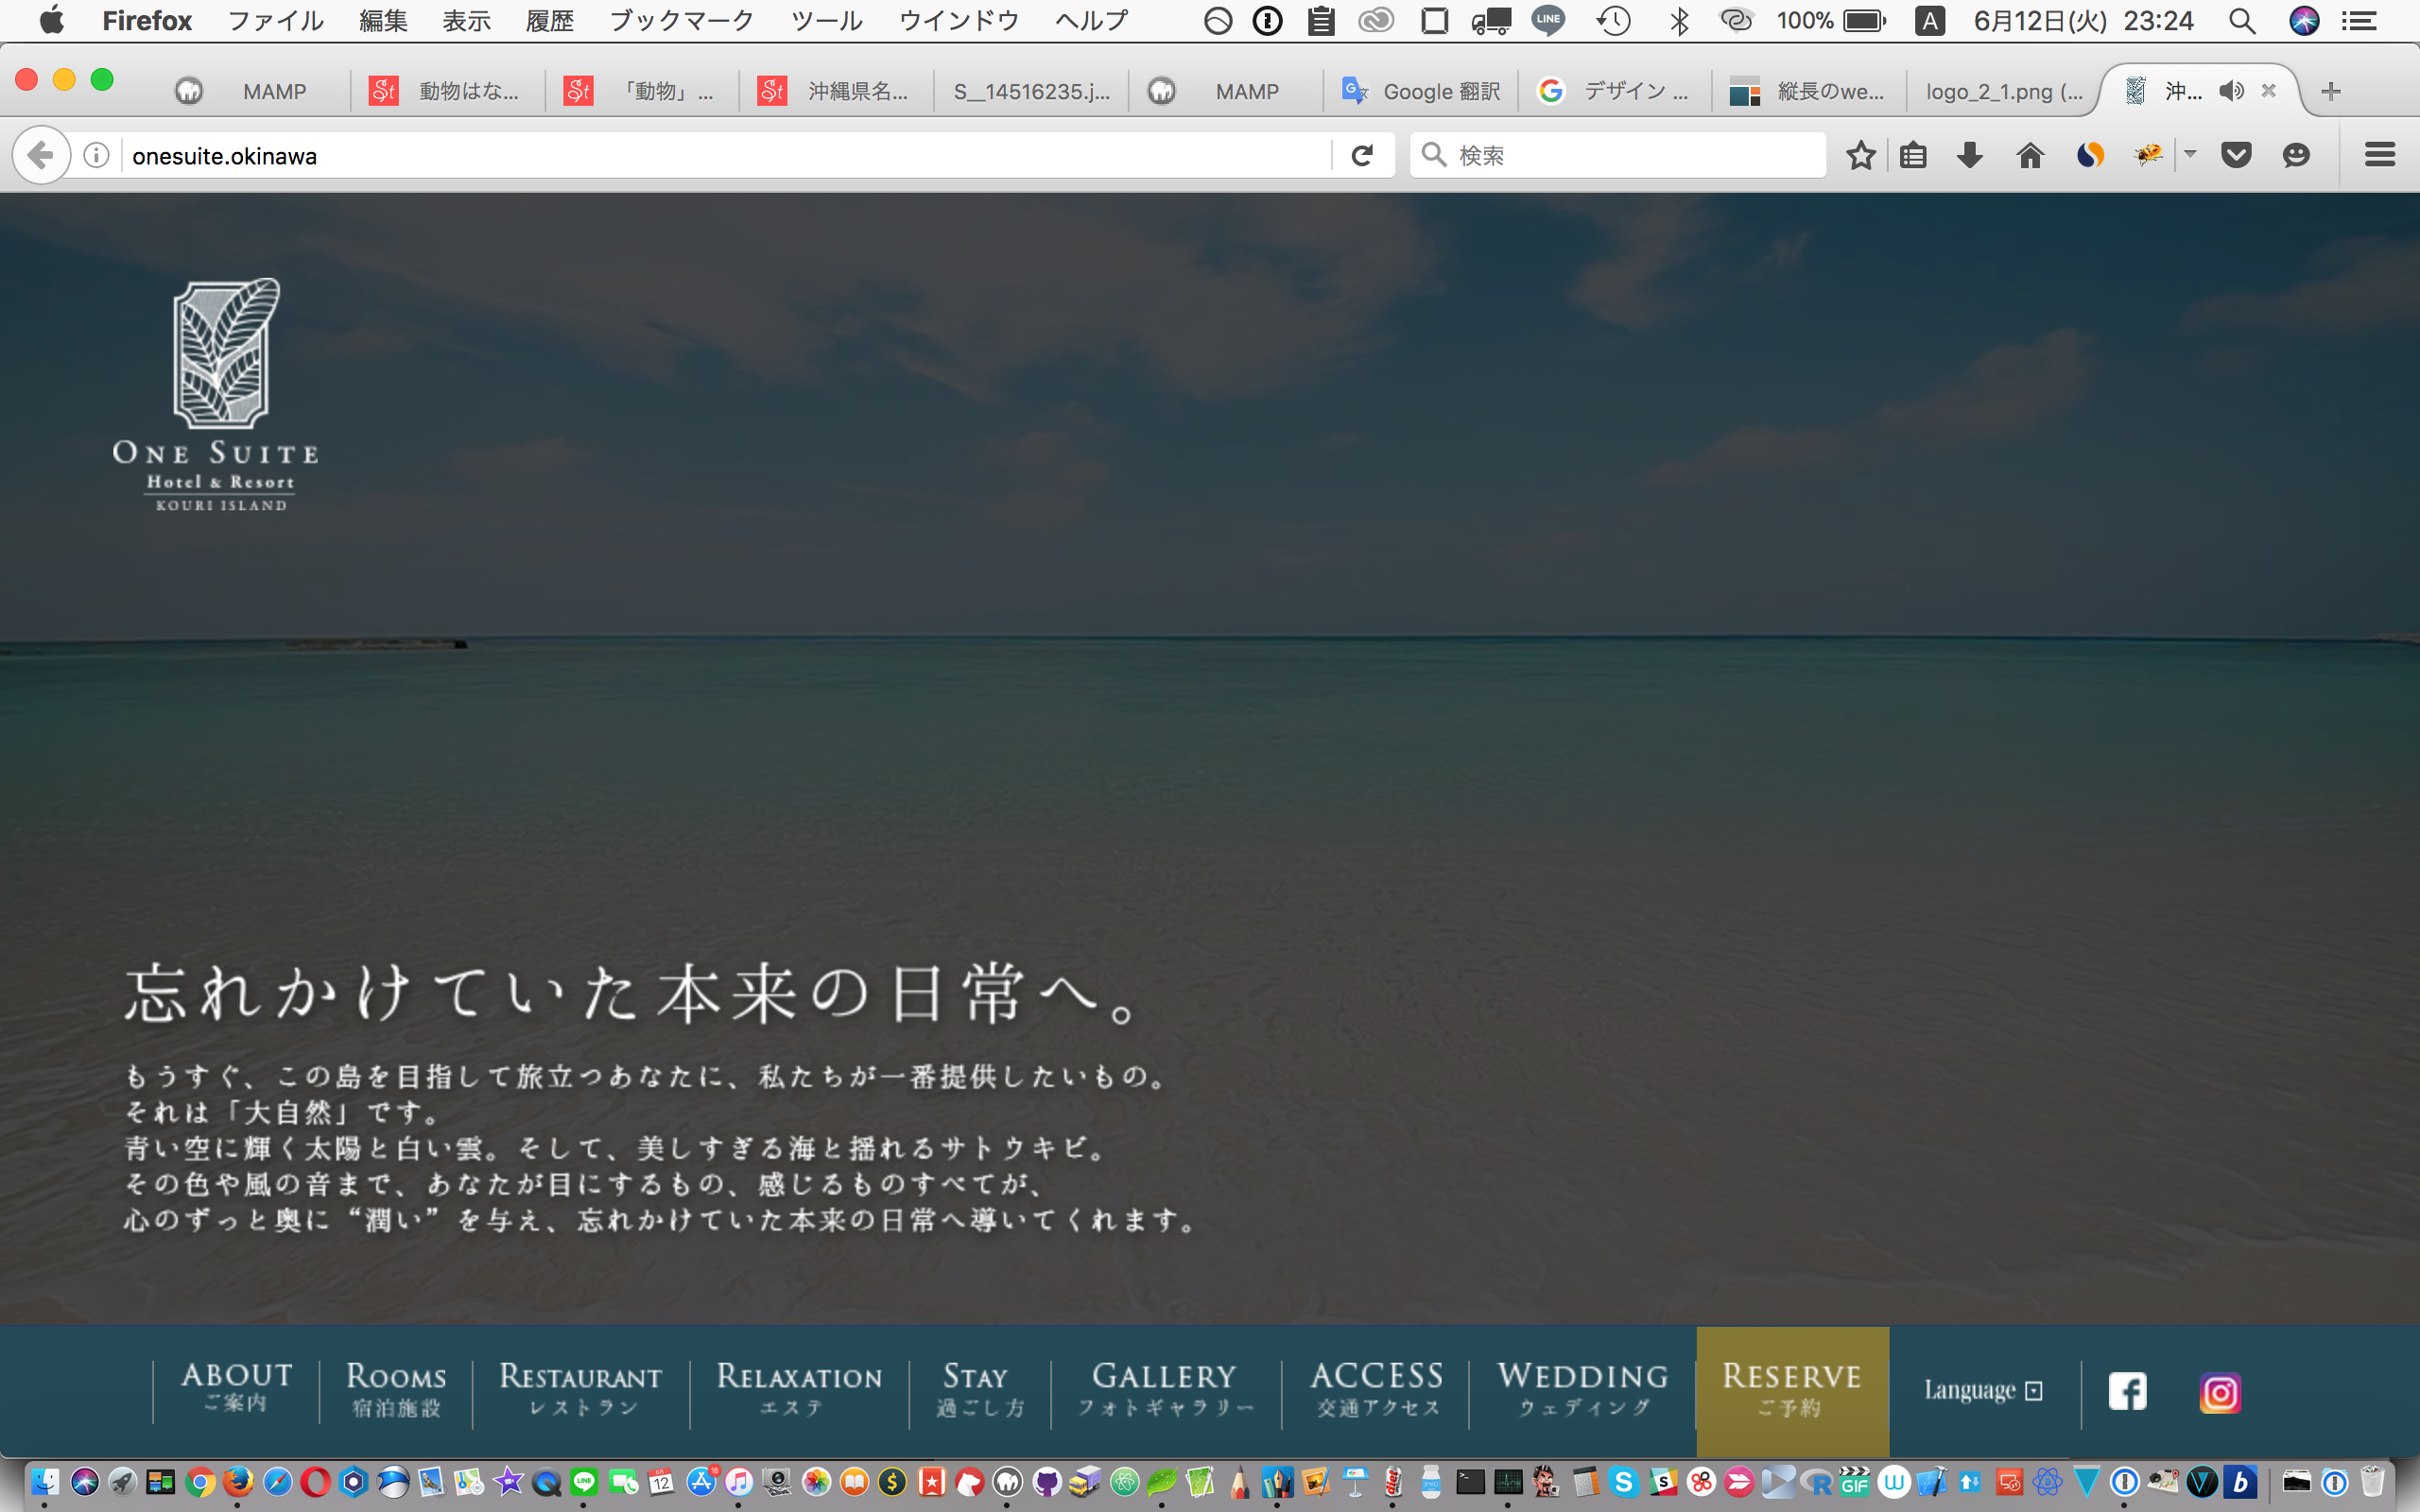 Firefox ファイル 編集 表示 履歴 ブックマーク ツール ウインドウ ヘルプ LINE 100% A 6月12日(火) 23:24
MAMP 動物はな... 「動物」... 沖縄県名... S__14516235.j... MAMP Google 翻訳 デザイン ... 縦長のwe... logo_2_1.png (... 沖...
onesuite.okinawa 検索
ONE SUITE
Hotel & Resort
KOURI ISLAND
忘れかけていた本来の日常へ。
もうすぐ、この島を目指して旅立つあなたに、私たちが一番提供したいもの。
それは「大自然」です。
青い空に輝く太陽と白い雲。そして、美しすぎる海と揺れるサトウキビ。
その色や風の音まで、あなたが目にするもの、感じるものすべてが、
心のずっと奥に“潤い”を与え、忘れかけていた本来の日常へ導いてくれます。
ABOUT ROOMS RESTAURANT RELAXATION STAY GALLERY ACCESS WEDDING RESERVE Language
ご案内 宿泊施設 レストラン エステ 過ごし方 フォトギャラリー 交通アクセス ウェディング ご予約